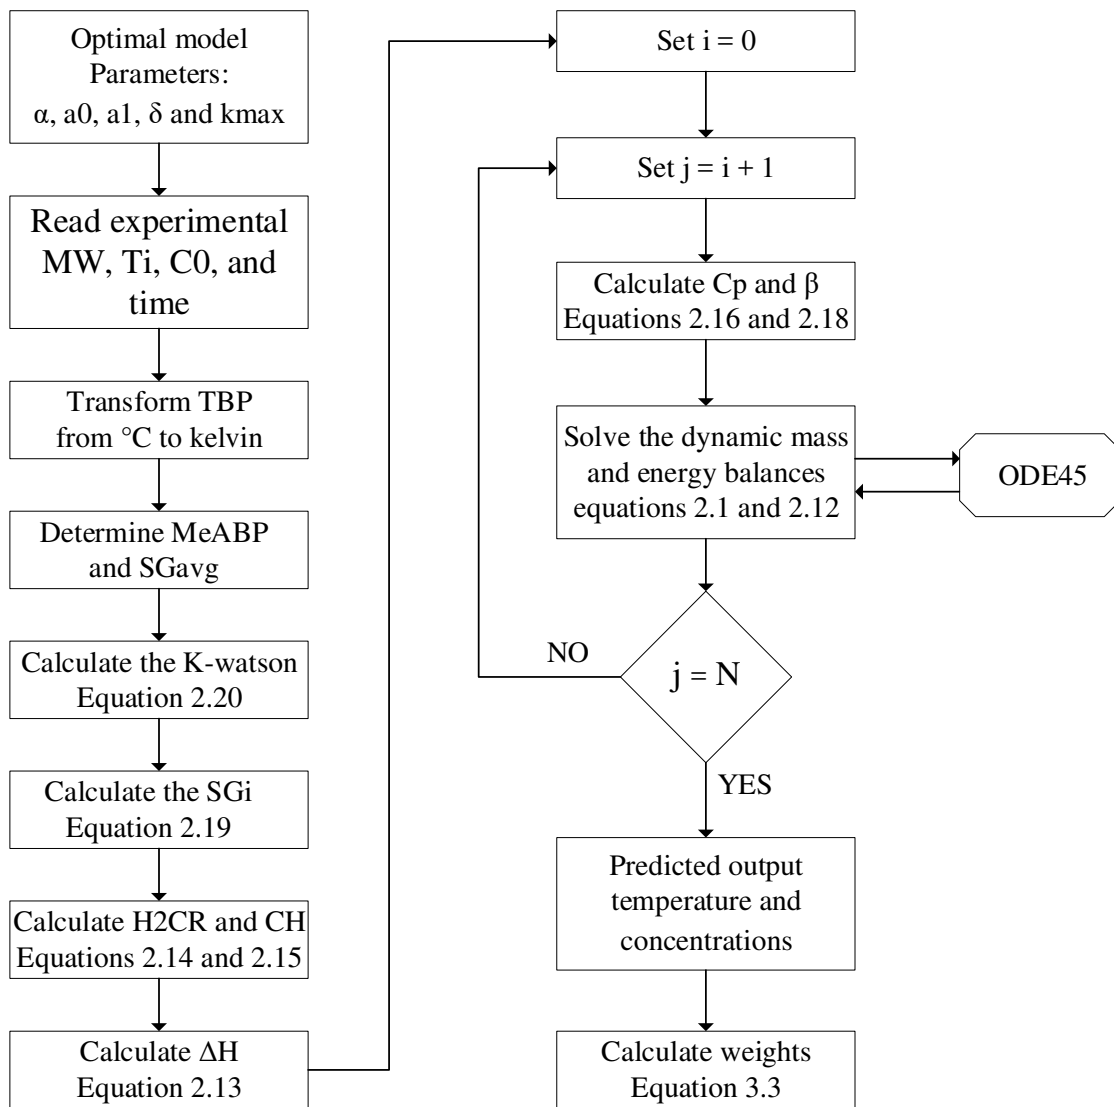 Optimal model
Parameters:
α, a0, a1, δ and kmax
Read experimental
MW, Ti, C0, and
time
Transform TBP
from °C to kelvin
Determine MeABP
and SGavg
Calculate the K-watson
Equation 2.20
Calculate the SGi
Equation 2.19
Calculate H2CR and CH
Equations 2.14 and 2.15
Calculate ΔH
Equation 2.13
Set i = 0
Set j = i + 1
Calculate Cp and β
Equations 2.16 and 2.18
Solve the dynamic mass
and energy balances
equations 2.1 and 2.12
ODE45
NO
j = N
YES
Predicted output
temperature and
concentrations
Calculate weights
Equation 3.3